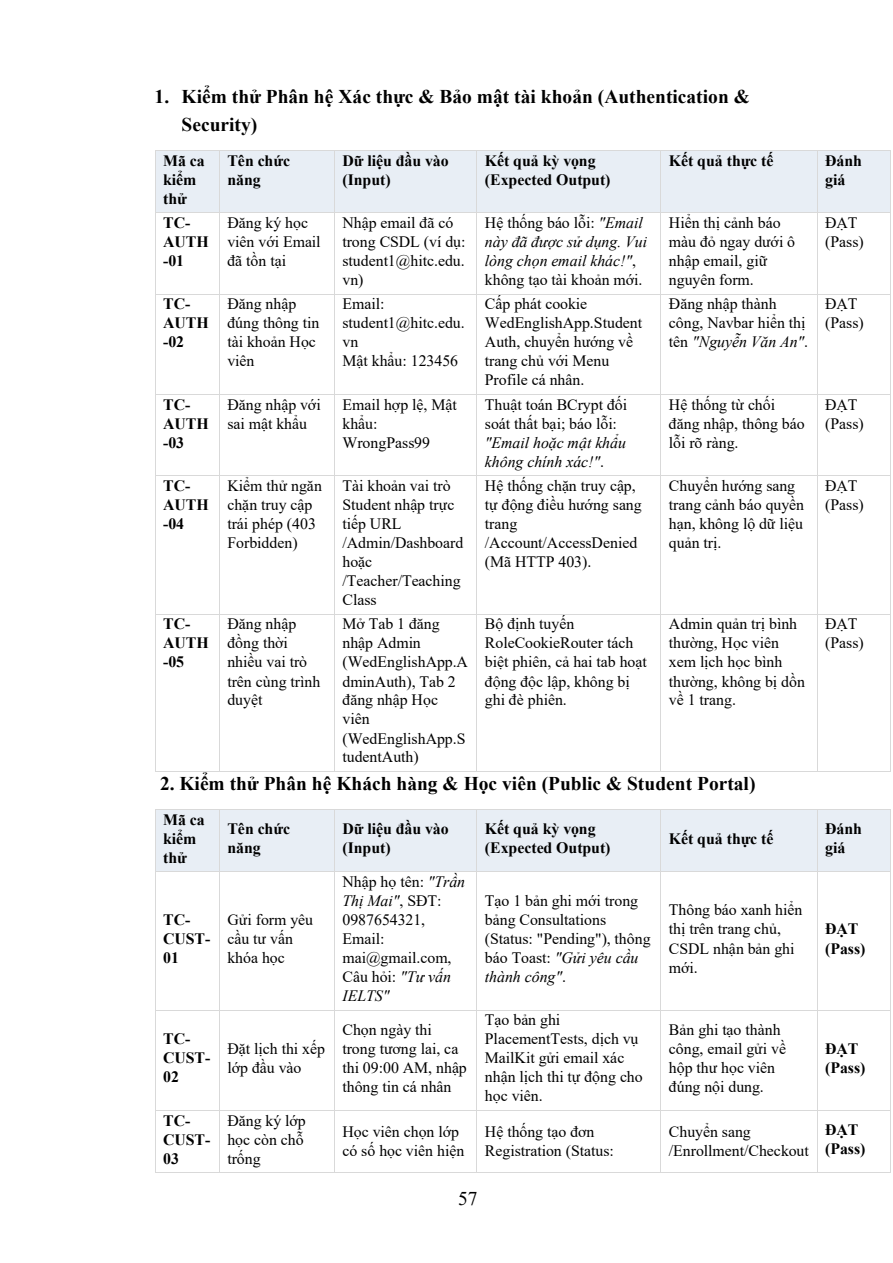 1. Kiểm thử Phân hệ Xác thực & Bảo mật tài khoản (Authentication &
Security)
Mã ca
kiểm
thử
Tên chức
năng
Dữ liệu đầu vào
(Input)
Kết quả kỳ vọng
(Expected Output)
Kết quả thực tế
Đánh
giá
TC-
AUTH
-01
Đăng ký học
viên với Email
đã tồn tại
Nhập email đã có
trong CSDL (ví dụ:
student1@hitc.edu.
vn)
Hệ thống báo lỗi: "Email
này đã được sử dụng. Vui
lòng chọn email khác!",
không tạo tài khoản mới.
Hiển thị cảnh báo
màu đỏ ngay dưới ô
nhập email, giữ
nguyên form.
ĐẠT
(Pass)
TC-
AUTH
-02
Đăng nhập
đúng thông tin
tài khoản Học
viên
Email:
student1@hitc.edu.
vn
Mật khẩu: 123456
Cấp phát cookie
WedEnglishApp.Student
Auth, chuyển hướng về
trang chủ với Menu
Profile cá nhân.
Đăng nhập thành
công, Navbar hiển thị
tên "Nguyễn Văn An".
ĐẠT
(Pass)
TC-
AUTH
-03
Đăng nhập với
sai mật khẩu
Email hợp lệ, Mật
khẩu:
WrongPass99
Thuật toán BCrypt đối
soát thất bại; báo lỗi:
"Email hoặc mật khẩu
không chính xác!".
Hệ thống từ chối
đăng nhập, thông báo
lỗi rõ ràng.
ĐẠT
(Pass)
TC-
AUTH
-04
Kiểm thử ngăn
chặn truy cập
trái phép (403
Forbidden)
Tài khoản vai trò
Student nhập trực
tiếp URL
/Admin/Dashboard
hoặc
/Teacher/Teaching
Class
Hệ thống chặn truy cập,
tự động điều hướng sang
trang
/Account/AccessDenied
(Mã HTTP 403).
Chuyển hướng sang
trang cảnh báo quyền
hạn, không lộ dữ liệu
quản trị.
ĐẠT
(Pass)
TC-
AUTH
-05
Đăng nhập
đồng thời
nhiều vai trò
trên cùng trình
duyệt
Mở Tab 1 đăng
nhập Admin
(WedEnglishApp.A
dminAuth), Tab 2
đăng nhập Học
viên
(WedEnglishApp.S
tudentAuth)
Bộ định tuyến
RoleCookieRouter tách
biệt phiên, cả hai tab hoạt
động độc lập, không bị
ghi đè phiên.
Admin quản trị bình
thường, Học viên
xem lịch học bình
thường, không bị dồn
về 1 trang.
ĐẠT
(Pass)
2. Kiểm thử Phân hệ Khách hàng & Học viên (Public & Student Portal)
Mã ca
kiểm
thử
Tên chức
năng
Dữ liệu đầu vào
(Input)
Kết quả kỳ vọng
(Expected Output)
Kết quả thực tế
Đánh
giá
TC-
CUST-
01
Gửi form yêu
cầu tư vấn
khóa học
Nhập họ tên: "Trần
Thị Mai", SĐT:
0987654321,
Email:
mai@gmail.com,
Câu hỏi: "Tư vấn
IELTS"
Tạo 1 bản ghi mới trong
bảng Consultations
(Status: "Pending"), thông
báo Toast: "Gửi yêu cầu
thành công".
Thông báo xanh hiển
thị trên trang chủ,
CSDL nhận bản ghi
mới.
ĐẠT
(Pass)
TC-
CUST-
02
Đặt lịch thi xếp
lớp đầu vào
Chọn ngày thi
trong tương lai, ca
thi 09:00 AM, nhập
thông tin cá nhân
Tạo bản ghi
PlacementTests, dịch vụ
MailKit gửi email xác
nhận lịch thi tự động cho
học viên.
Bản ghi tạo thành
công, email gửi về
hộp thư học viên
đúng nội dung.
ĐẠT
(Pass)
TC-
CUST-
03
Đăng ký lớp
học còn chỗ
trống
Học viên chọn lớp
có số học viên hiện
Hệ thống tạo đơn
Registration (Status:
Chuyển sang
/Enrollment/Checkout
ĐẠT
(Pass)
57